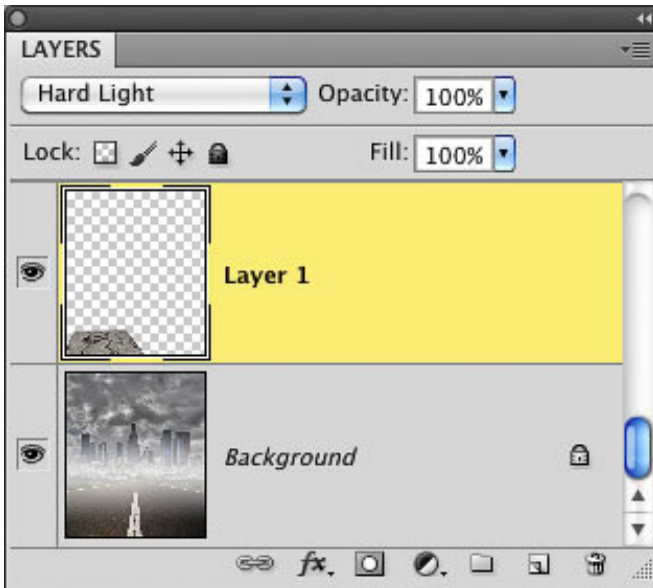 LAYERS
Hard Light Opacity: 100%
Lock: Fill: 100%
Layer 1
Background
fx.